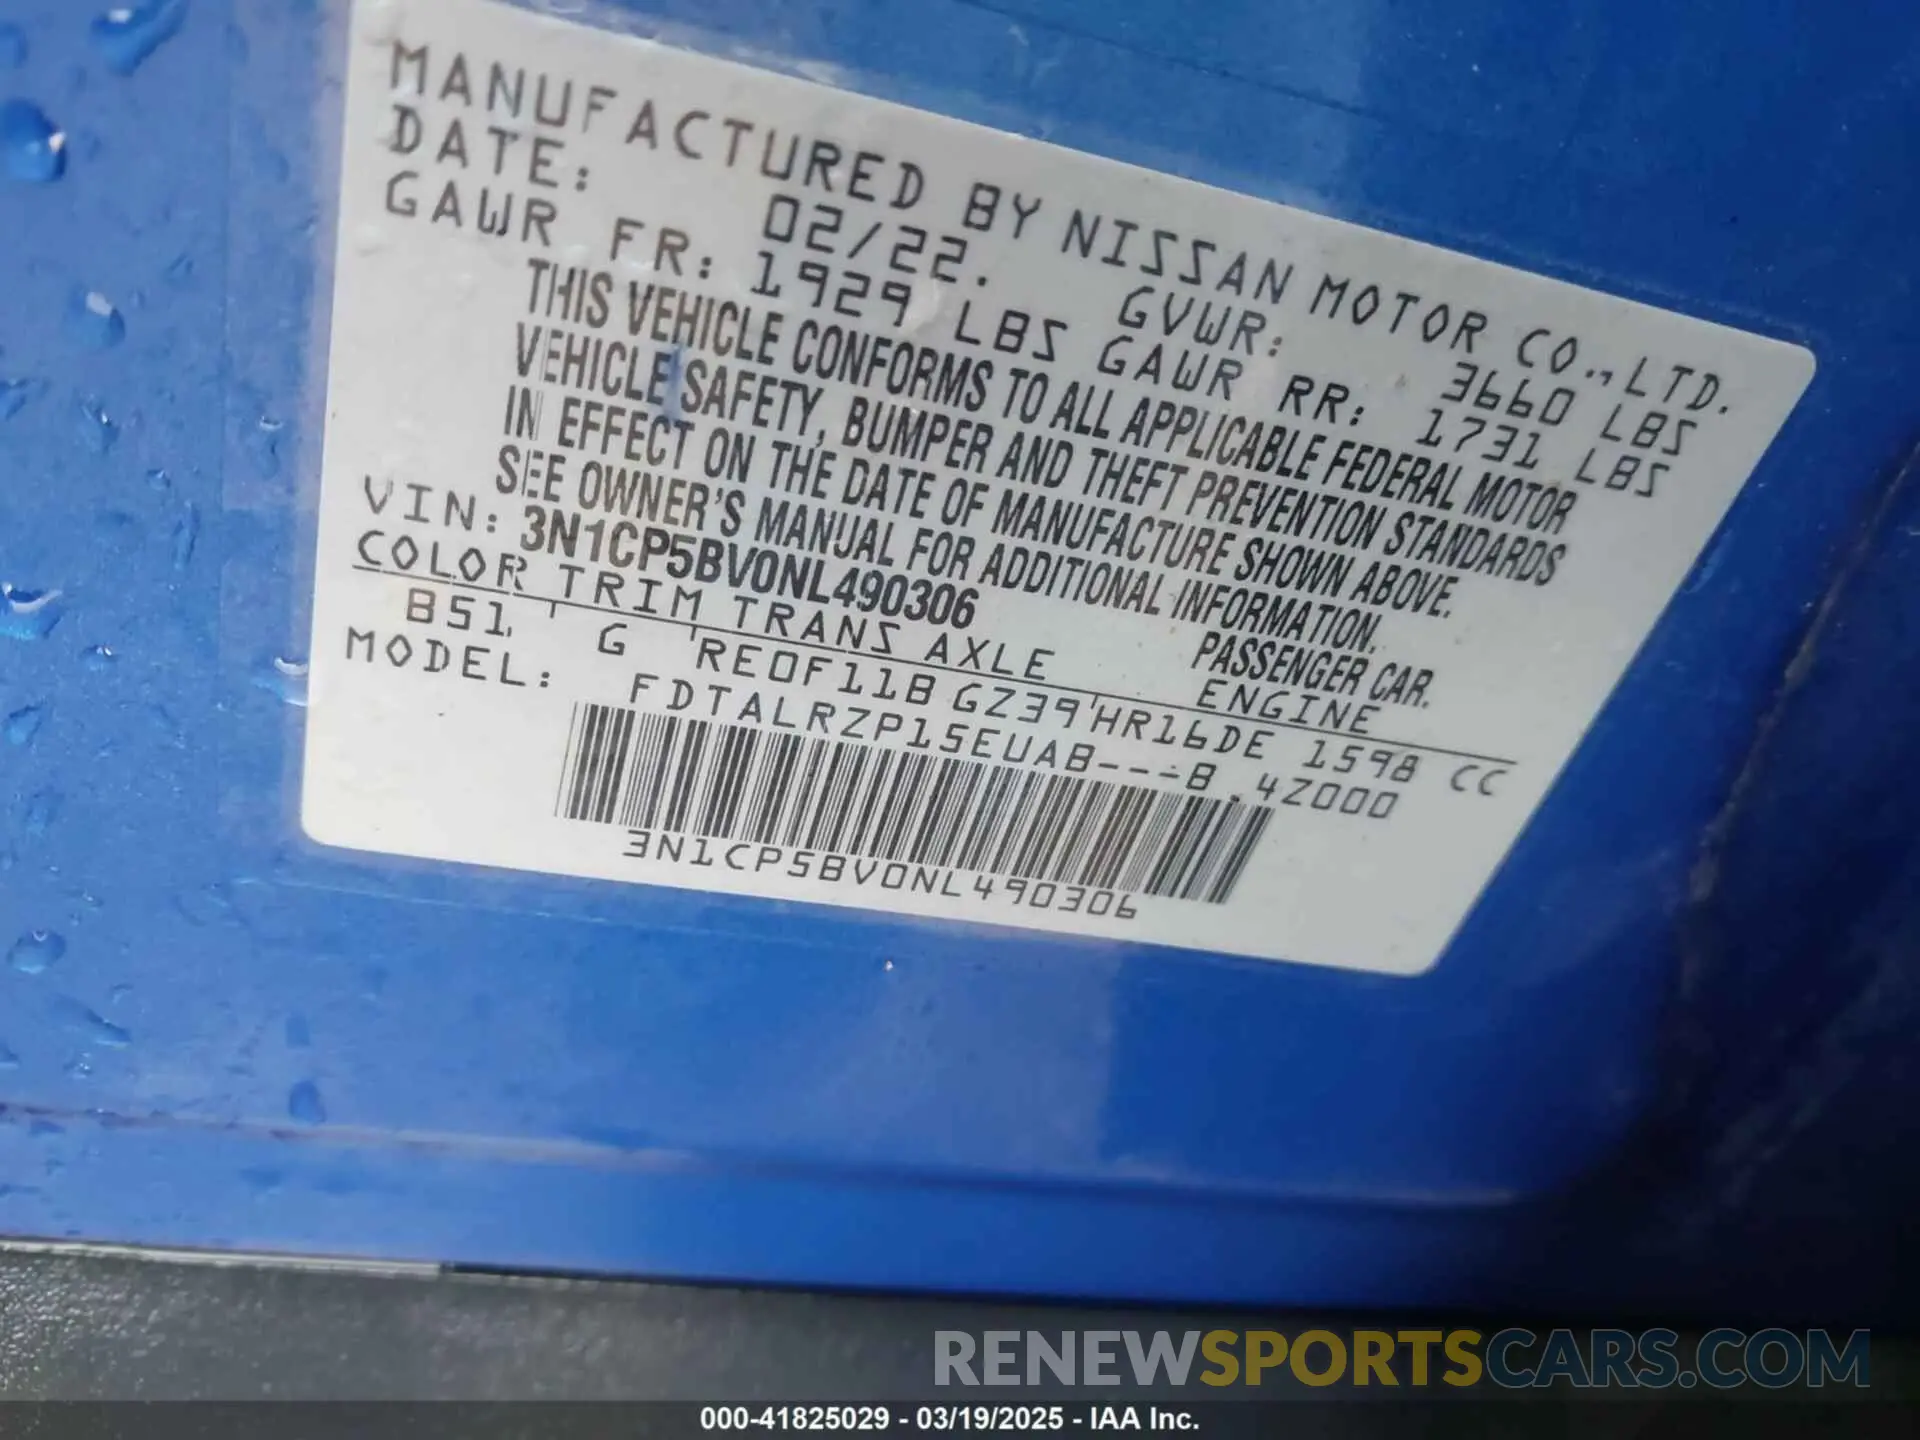 MANUFACTURED BY NISSAN MOTOR CO.,LTD.
DATE: 02/22. GVWR: 3660 LBS
GAWR FR: 1929 LBS GAWR RR: 1731 LBS
THIS VEHICLE CONFORMS TO ALL APPLICABLE FEDERAL MOTOR
VEHICLE SAFETY, BUMPER AND THEFT PREVENTION STANDARDS
IN EFFECT ON THE DATE OF MANUFACTURE SHOWN ABOVE.
SEE OWNER'S MANUAL FOR ADDITIONAL INFORMATION.
VIN: 3N1CP5BV0NL490306 PASSENGER CAR.
COLOR TRIM TRANS AXLE ENGINE
B51 G RE0F11B GZ39 HR16DE 1598 CC
MODEL: FDTALRZP15EUAB---B.4Z000
3N1CP5BV0NL490306
RENEWSPORTSCARS.COM
000-41825029 - 03/19/2025 - IAA Inc.